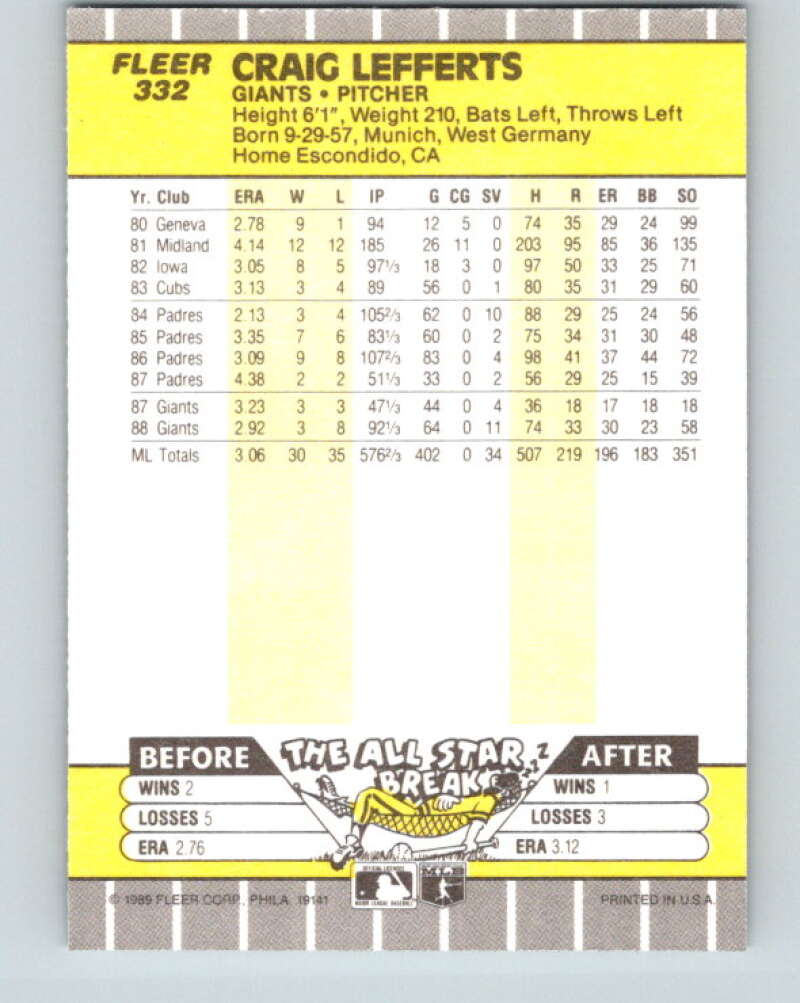 FLEER CRAIG LEFFERTS
332 GIANTS • PITCHER
Height 6'1", Weight 210, Bats Left, Throws Left
Born 9-29-57, Munich, West Germany
Home Escondido, CA
Yr. Club ERA W L IP G CG SV H R ER BB SO
80 Geneva 2.78 9 1 94 12 5 0 74 35 29 24 99
81 Midland 4.14 12 12 185 26 11 0 203 95 85 36 135
82 Iowa 3.05 8 5 97⅓ 18 3 0 97 50 33 25 71
83 Cubs 3.13 3 4 89 56 0 1 80 35 31 29 60
84 Padres 2.13 3 4 105⅔ 62 0 10 88 29 25 24 56
85 Padres 3.35 7 6 83⅓ 60 0 2 75 34 31 30 48
86 Padres 3.09 9 8 107⅔ 83 0 4 98 41 37 44 72
87 Padres 4.38 2 2 51⅓ 33 0 2 56 29 25 15 39
87 Giants 3.23 3 3 47⅓ 44 0 4 36 18 17 18 18
88 Giants 2.92 3 8 92⅓ 64 0 11 74 33 30 23 58
ML Totals 3.06 30 35 576⅔ 402 0 34 507 219 196 183 351
BEFORE THE ALL STAR BREAK AFTER
ZZZ
WINS 2 WINS 1
LOSSES 5 LOSSES 3
ERA 2.76 ERA 3.12
OFFICIAL LICENSEE
MAJOR LEAGUE BASEBALL
MLB
© 1989 FLEER CORP., PHILA. 19141 PRINTED IN U.S.A.